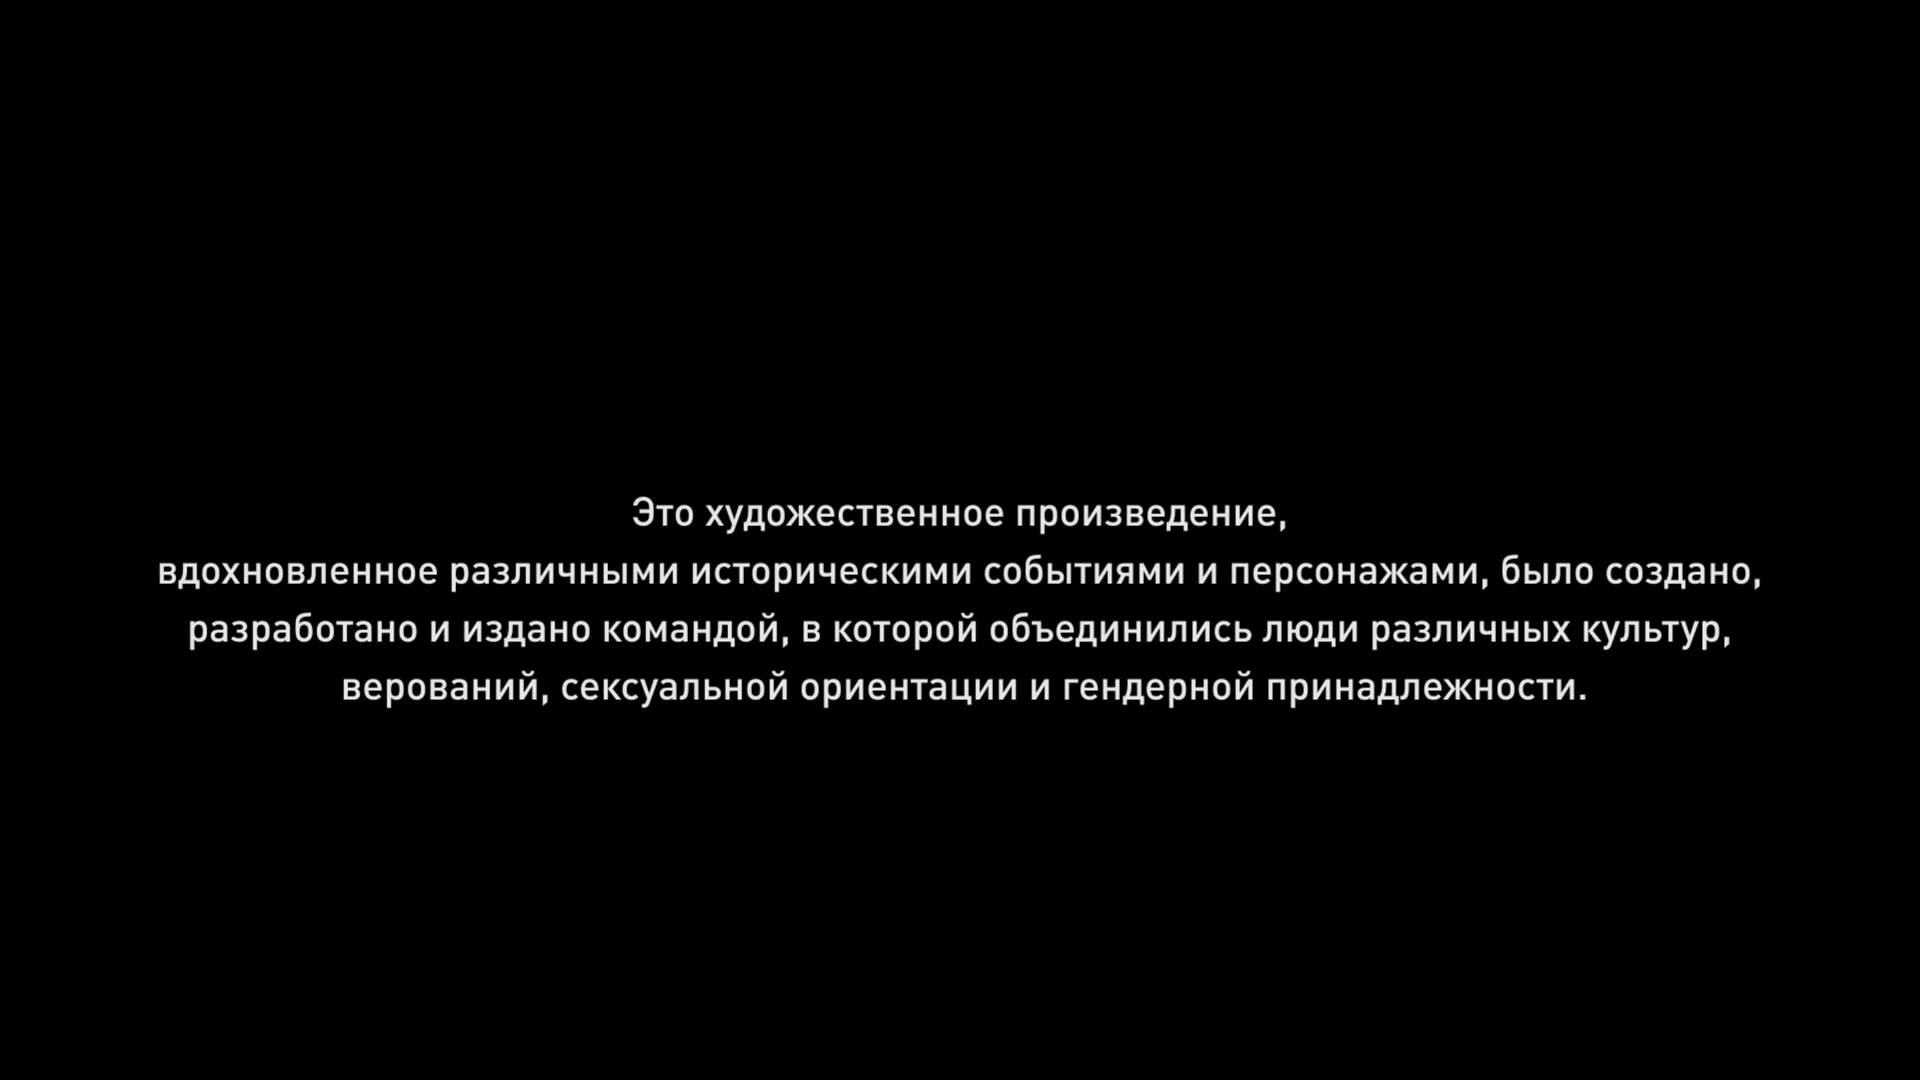 Это художественное произведение,
вдохновленное различными историческими событиями и персонажами, было создано,
разработано и издано командой, в которой объединились люди различных культур,
верований, сексуальной ориентации и гендерной принадлежности.